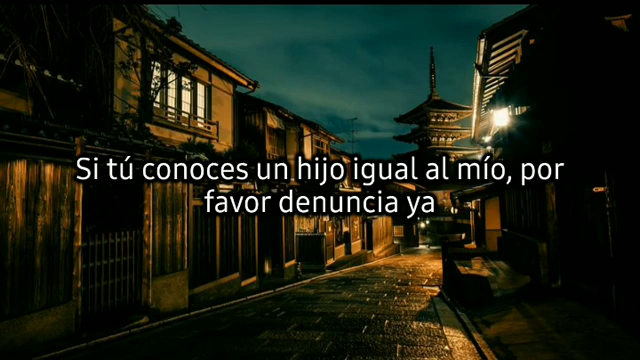 Si tú conoces un hijo igual al mío, por
favor denuncia ya